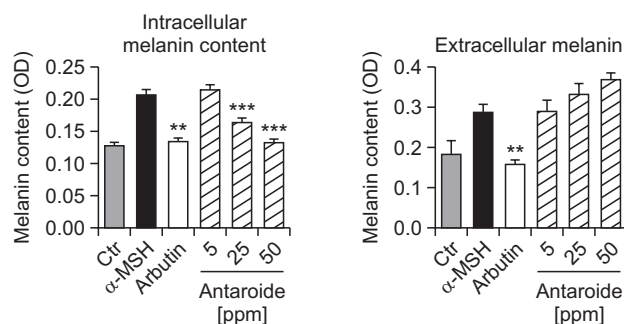 Intracellular
melanin content
Melanin content (OD)
0.25
0.20
0.15
0.10
0.05
0.00
**
***
***
Ctr
α-MSH
Arbutin
5
25
50
Antaroide
[ppm]
Extracellular melanin
Melanin content (OD)
0.4
0.3
0.2
0.1
0.0
**
Ctr
α-MSH
Arbutin
5
25
50
Antaroide
[ppm]